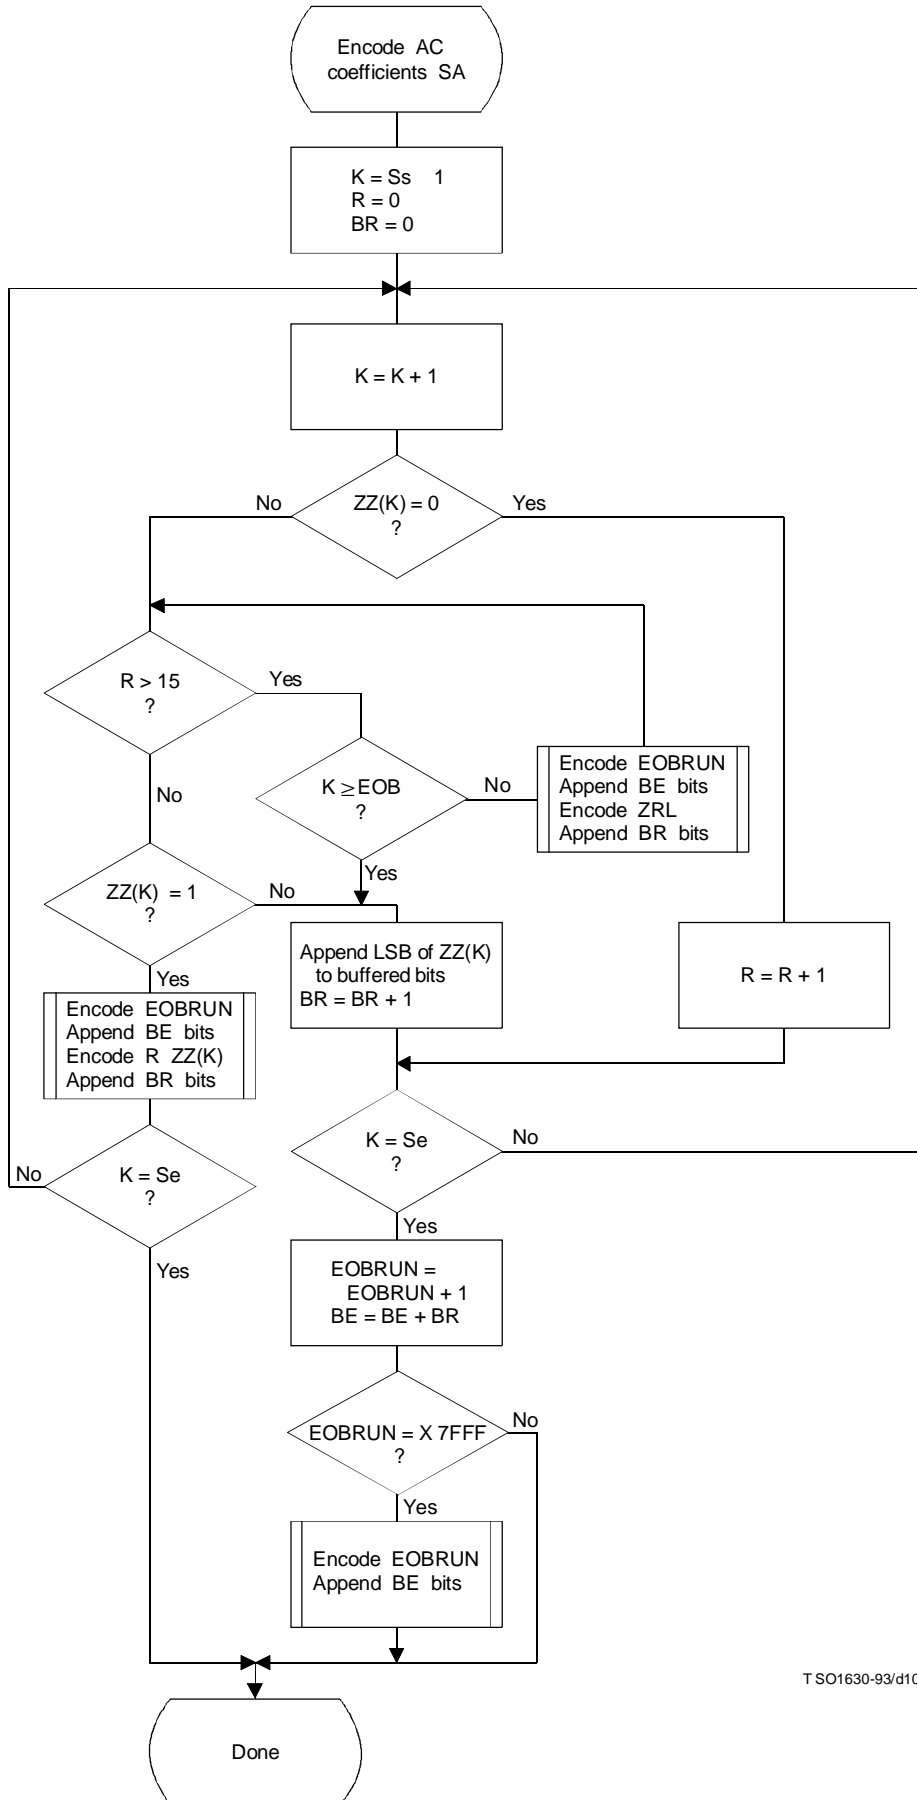 Encode AC
coefficients SA
K = Ss 1
R = 0
BR = 0
K = K + 1
No
ZZ(K) = 0
?
Yes
R > 15
?
Yes
No
K ≥ EOB
?
No
Yes
Encode EOBRUN
Append BE bits
Encode ZRL
Append BR bits
ZZ(K) = 1
?
No
Yes
Append LSB of ZZ(K)
to buffered bits
BR = BR + 1
R = R + 1
Encode EOBRUN
Append BE bits
Encode R ZZ(K)
Append BR bits
K = Se
?
No
Yes
K = Se
?
No
Yes
EOBRUN =
EOBRUN + 1
BE = BE + BR
EOBRUN = X 7FFF
?
No
Yes
Encode EOBRUN
Append BE bits
TSO1630-93/d10
Done